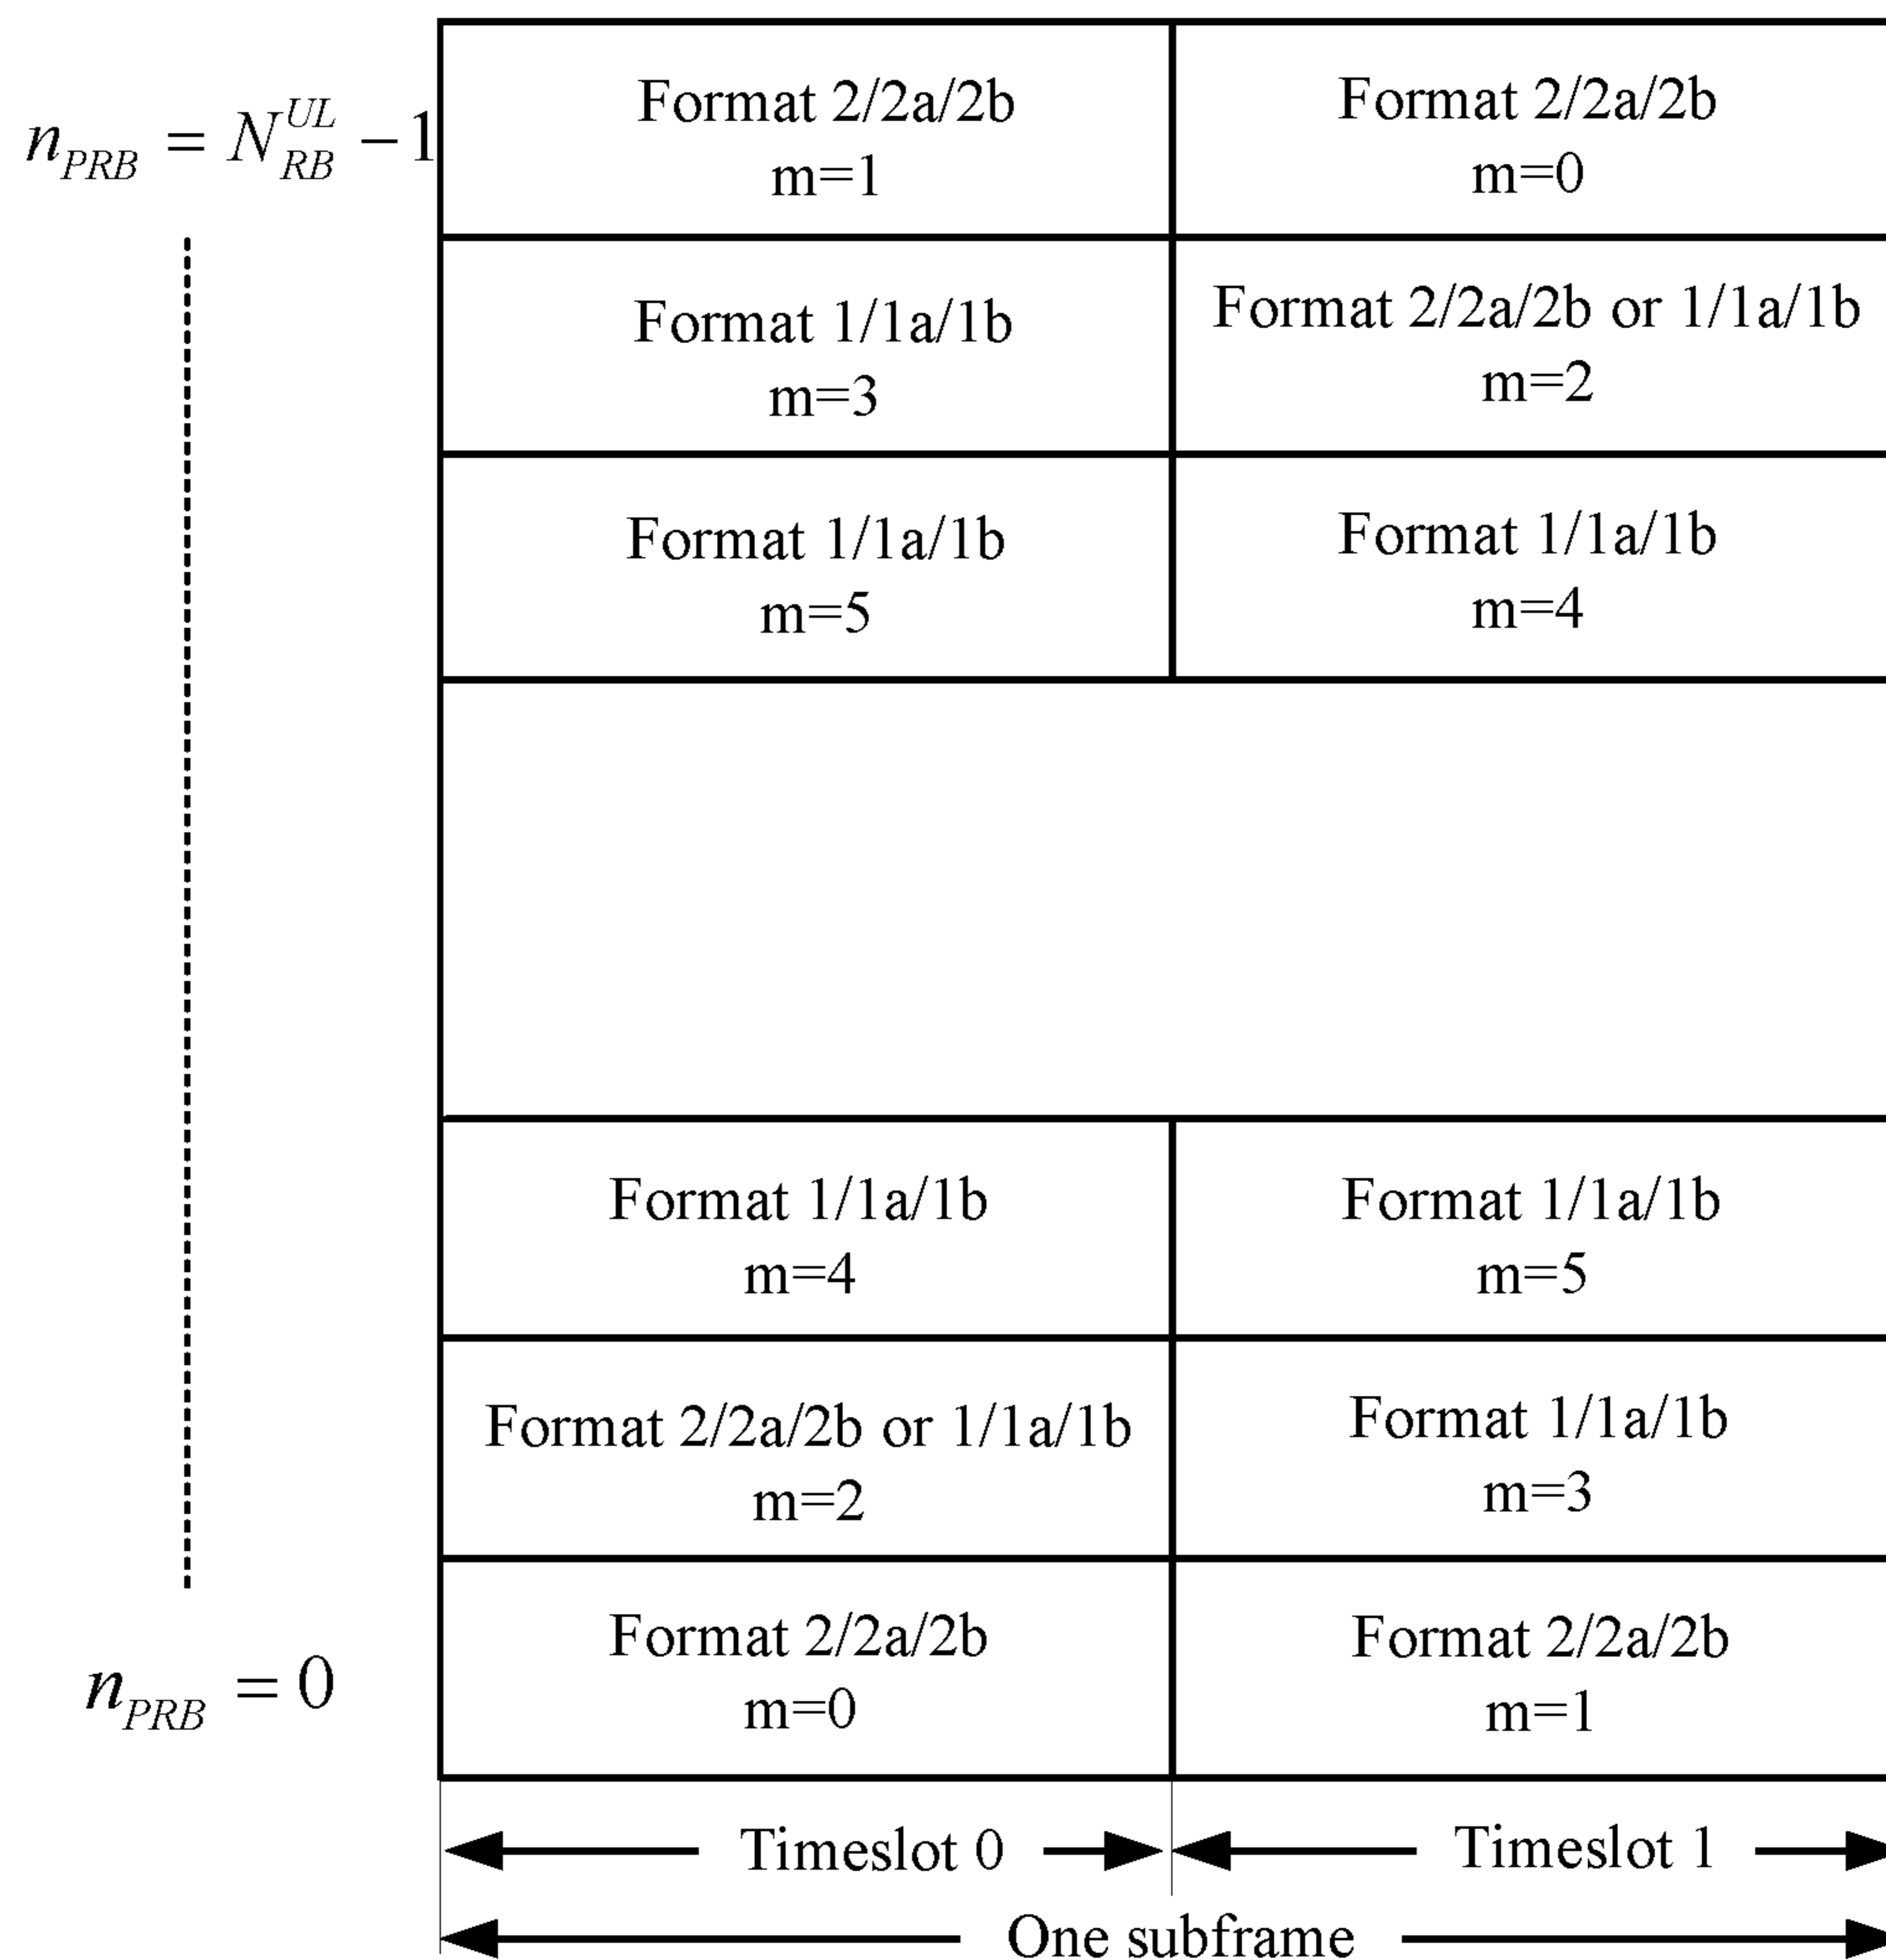 n_PRB = N_RB^UL − 1
Format 2/2a/2b
m=1
Format 2/2a/2b
m=0
Format 1/1a/1b
m=3
Format 2/2a/2b or 1/1a/1b
m=2
Format 1/1a/1b
m=5
Format 1/1a/1b
m=4
Format 1/1a/1b
m=4
Format 1/1a/1b
m=5
Format 2/2a/2b or 1/1a/1b
m=2
Format 1/1a/1b
m=3
n_PRB = 0
Format 2/2a/2b
m=0
Format 2/2a/2b
m=1
Timeslot 0
Timeslot 1
One subframe